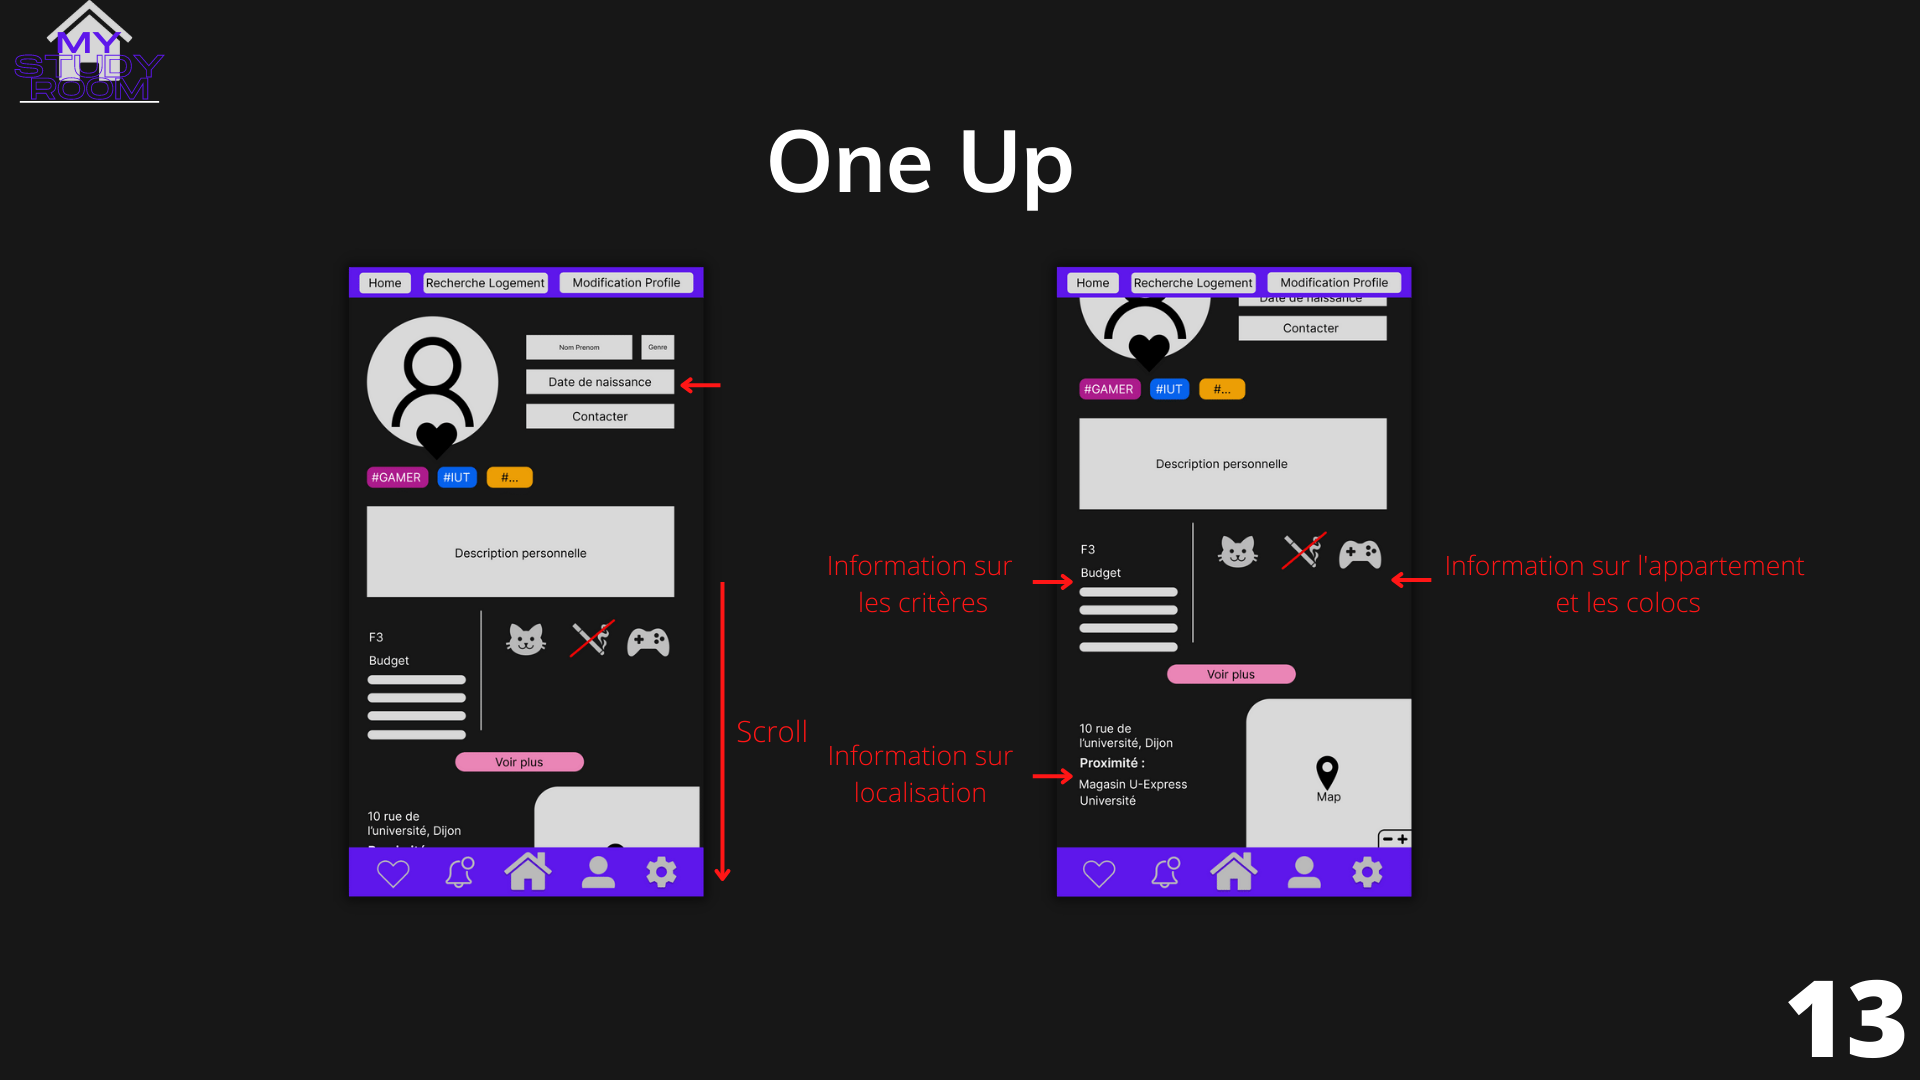 MY
STUDY
ROOM
One Up
Home Recherche Logement Modification Profile
Nom Prenom Genre
Date de naissance
Contacter
#GAMER #IUT #...
Description personnelle
F3
Budget
Voir plus
10 rue de
l'université, Dijon
Scroll
Home Recherche Logement Modification Profile
Date de naissance
Contacter
#GAMER #IUT #...
Description personnelle
F3
Budget
Voir plus
10 rue de
l'université, Dijon
Proximité :
Magasin U-Express
Université
Map
Information sur
les critères
Information sur
localisation
Information sur l'appartement
et les colocs
13